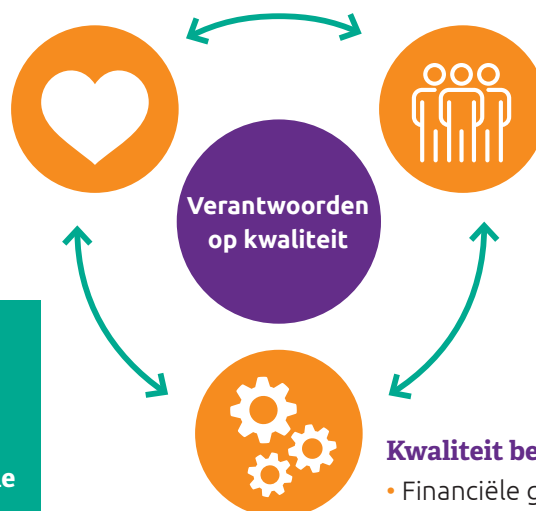 Verantwoorden
op kwaliteit
Kwaliteit be
• Financiële g